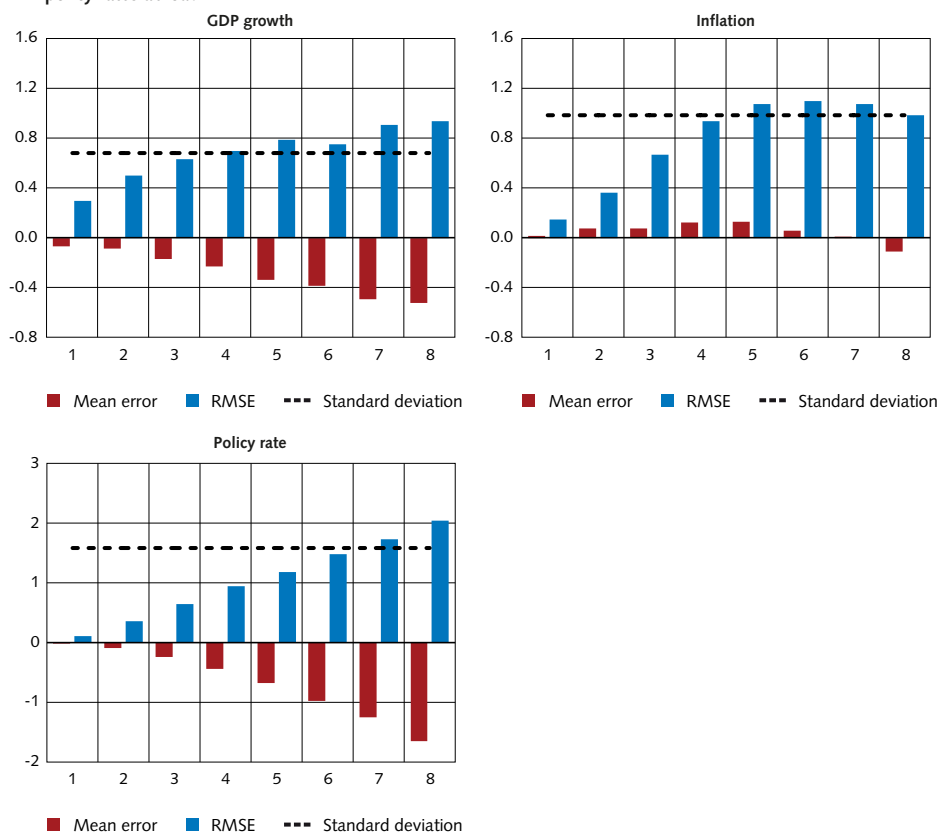 GDP growth
1.6
1.2
0.8
0.4
0.0
-0.4
-0.8
1 2 3 4 5 6 7 8
Mean error RMSE Standard deviation
Inflation
1.6
1.2
0.8
0.4
0.0
-0.4
-0.8
1 2 3 4 5 6 7 8
Mean error RMSE Standard deviation
Policy rate
3
2
1
0
-1
-2
1 2 3 4 5 6 7 8
Mean error RMSE Standard deviation